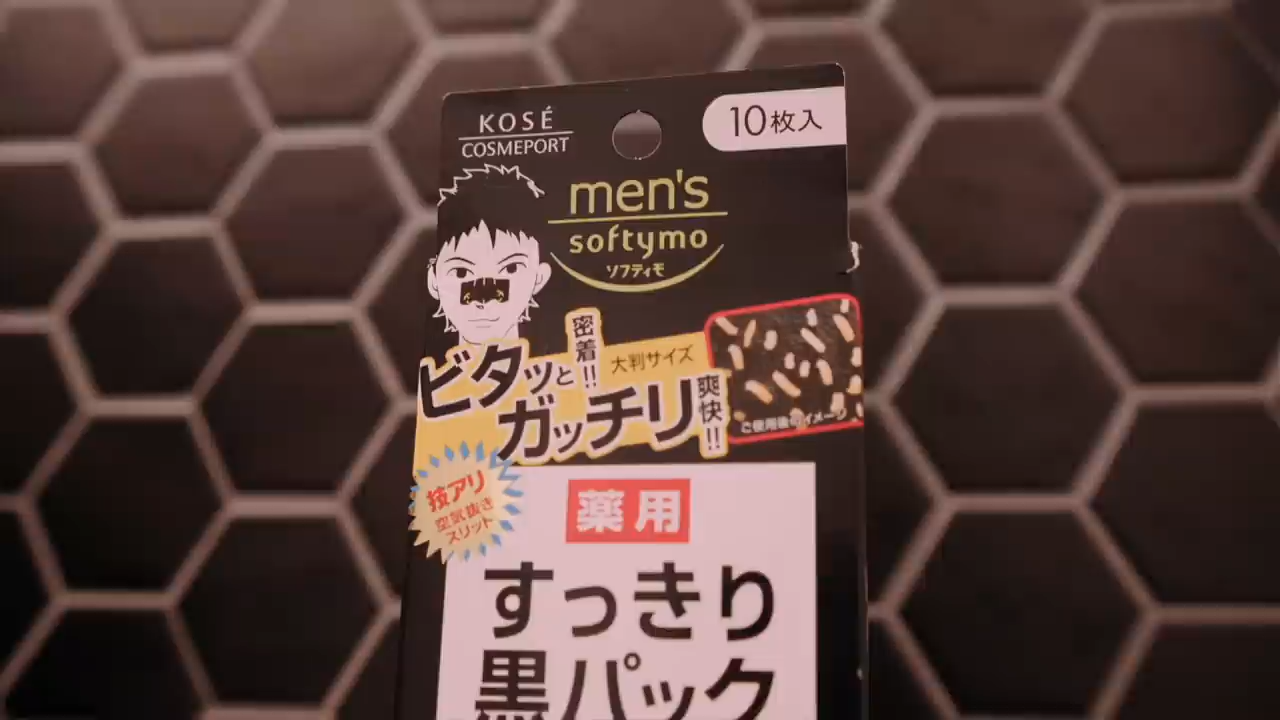 KOSÉ
COSMEPORT
10枚入
men's
softymo
ソフティモ
ビタッと
密着!!
大判サイズ
ガッチリ
爽快!!
ご使用後のイメージ
技アリ
空気抜き
スリット
薬用
すっきり
黒パック